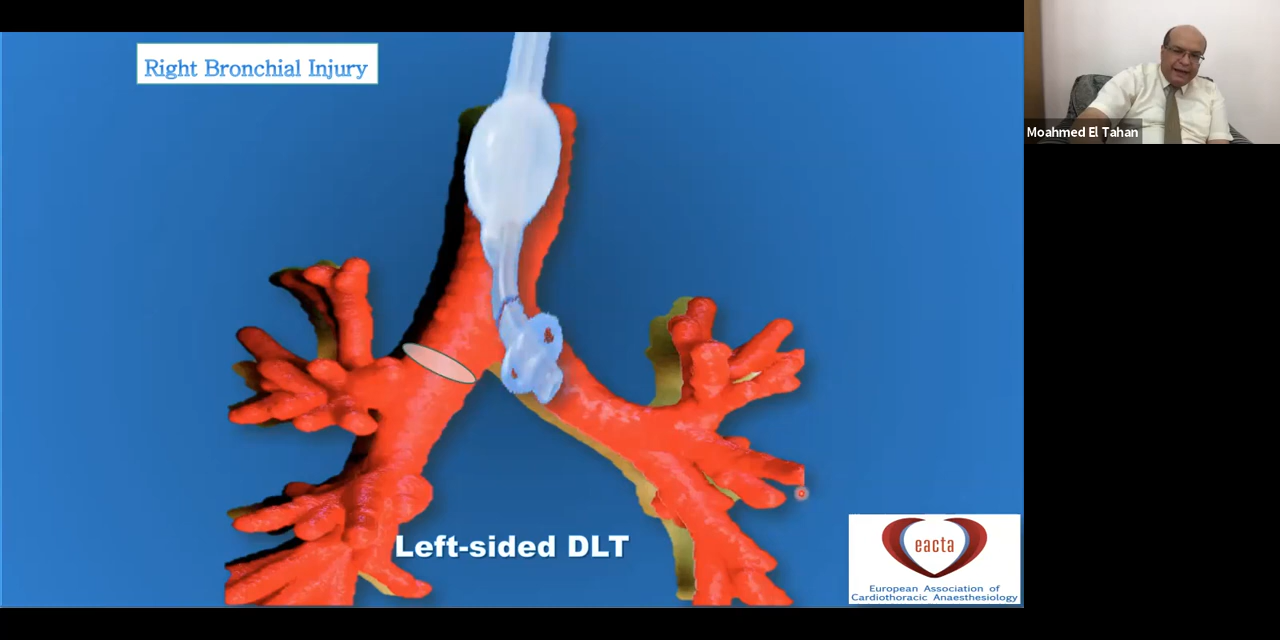 Right Bronchial Injury
Moahmed El Tahan
Left-sided DLT
eacta
European Association of
Cardiothoracic Anaesthesiology